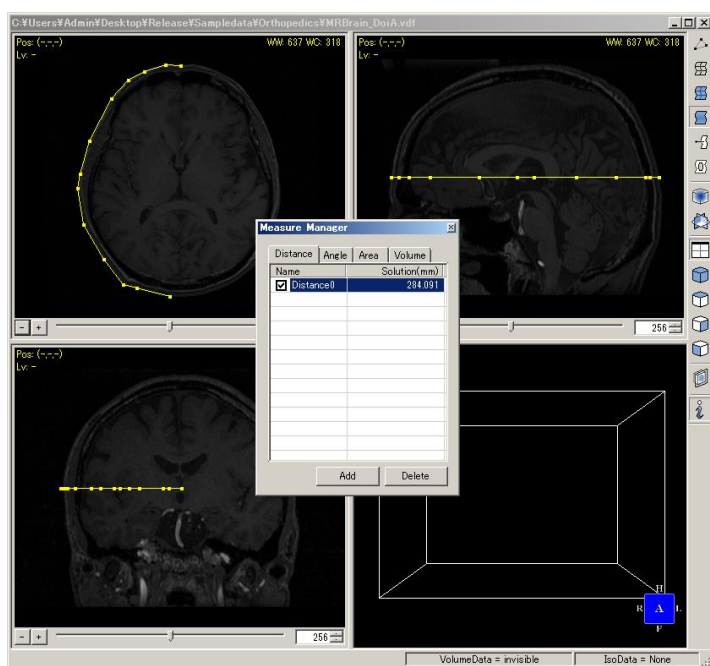 C:¥Users¥Admin¥Desktop¥Release¥Sampledata¥Orthopedics¥MRBrain_DoiA.vdf
Pos: (-,-,-)
Lv: -
WW: 637 WC: 318
Pos: (-,-,-)
Lv: -
WW: 637 WC: 318
Measure Manager
Distance Angle Area Volume
Name Solution(mm)
Distance0 284.091
Add Delete
- +
256
Pos: (-,-,-)
Lv: -
H
R A L
F
- + 256
VolumeData = invisible IsoData = None